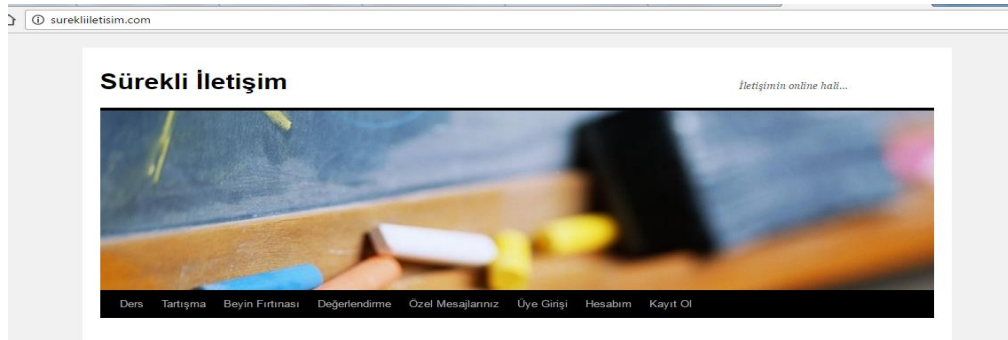 surekliiletisim.com
Sürekli İletişim
İletişimin online hali...
Ders Tartışma Beyin Fırtınası Değerlendirme Özel Mesajlarınız Üye Girişi Hesabım Kayıt Ol